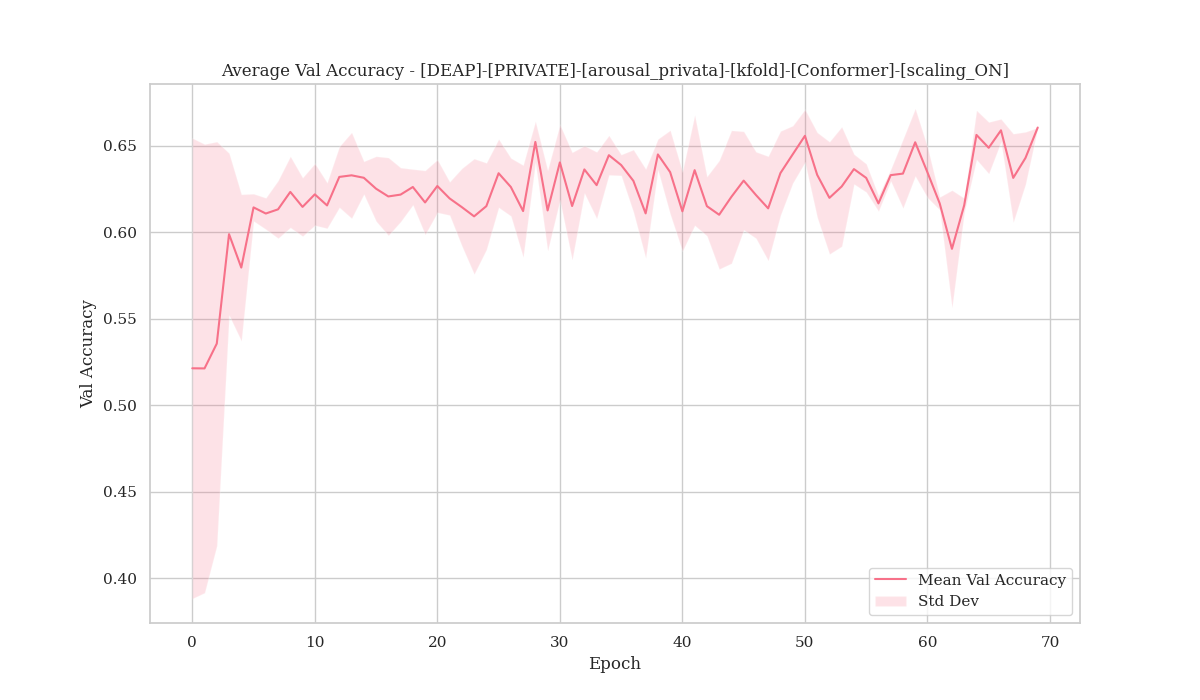 Average Val Accuracy - [DEAP]-[PRIVATE]-[arousal_privata]-[kfold]-[Conformer]-[scaling_ON]
Val Accuracy
0.65
0.60
0.55
0.50
0.45
0.40
Mean Val Accuracy
Std Dev
0 10 20 30 40 50 60 70
Epoch